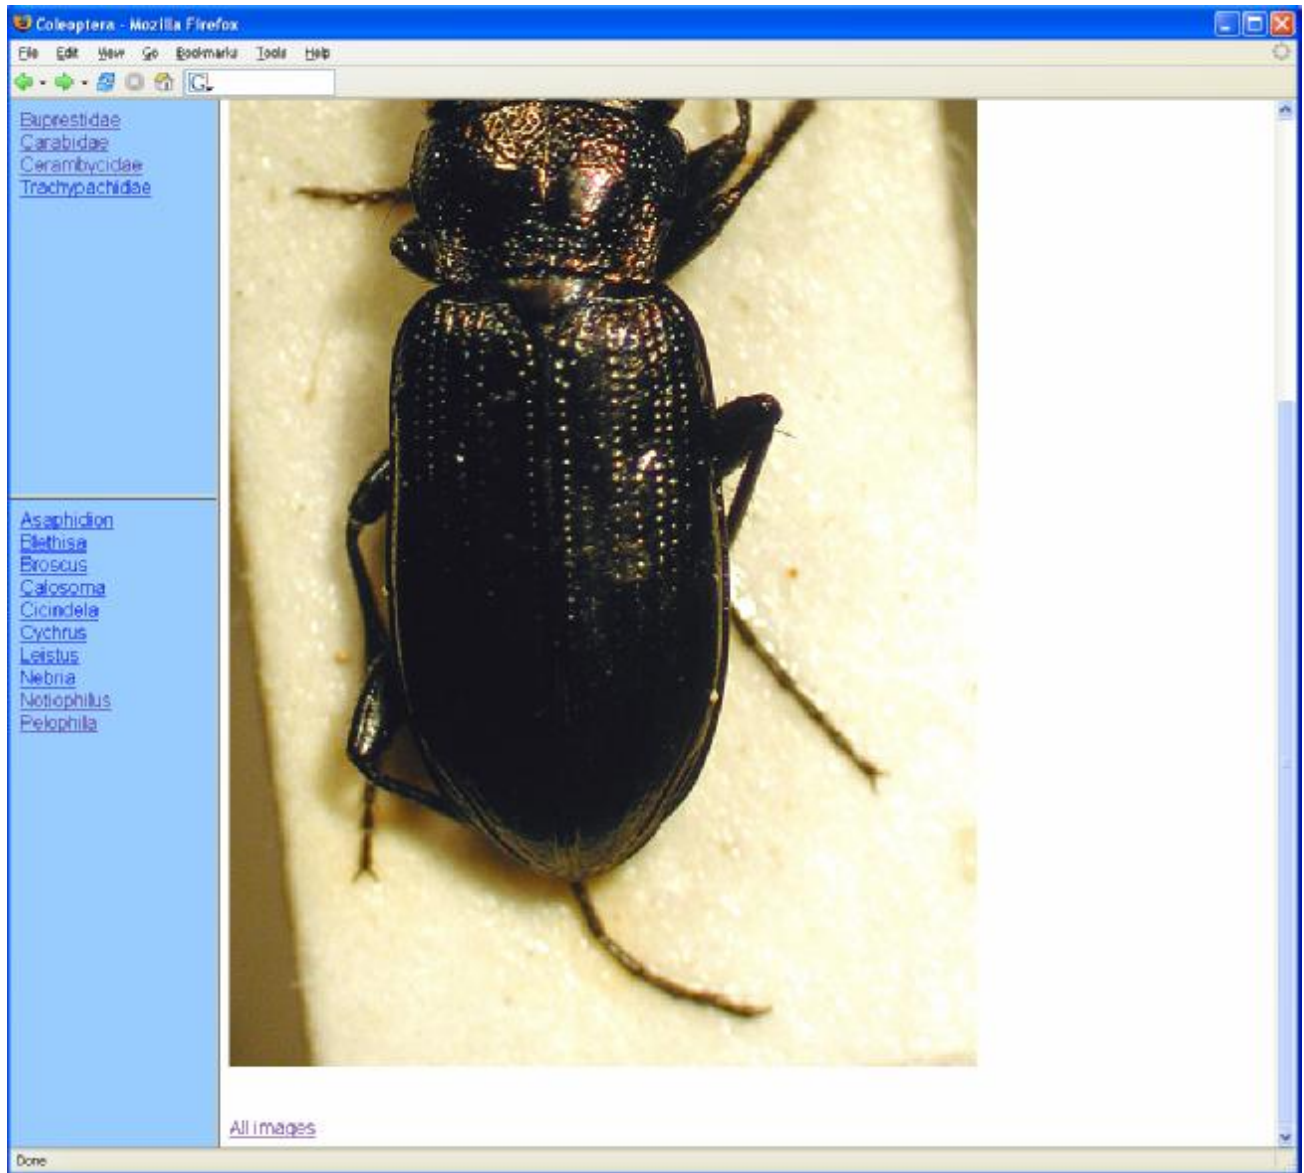 Coleoptera - Mozilla Firefox
File Edit View Go Bookmarks Tools Help
G
Buprestidae
Carabidae
Cerambycidae
Trachypachidae
Asaphidion
Blethisa
Broscus
Calosoma
Cicindela
Cychrus
Leistus
Nebria
Notiophilus
Pelophila
All images
Done